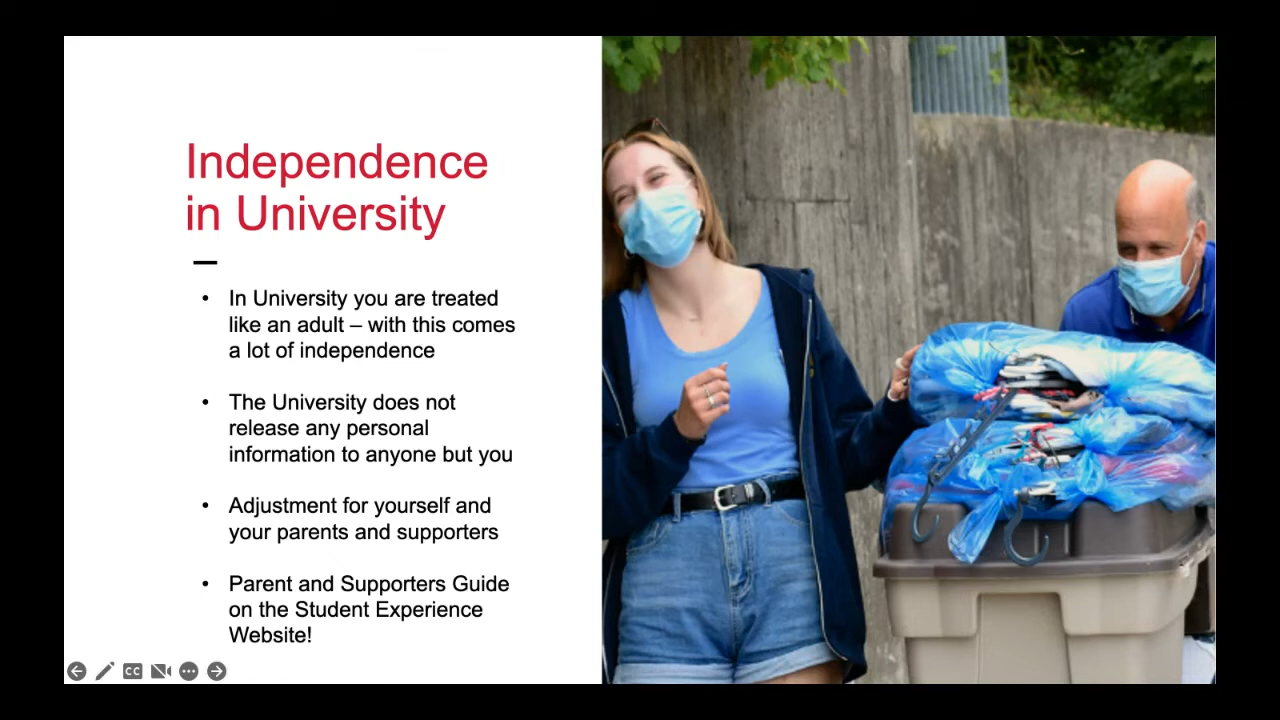 Independence
in University
• In University you are treated
like an adult – with this comes
a lot of independence
• The University does not
release any personal
information to anyone but you
• Adjustment for yourself and
your parents and supporters
• Parent and Supporters Guide
on the Student Experience
Website!
CC